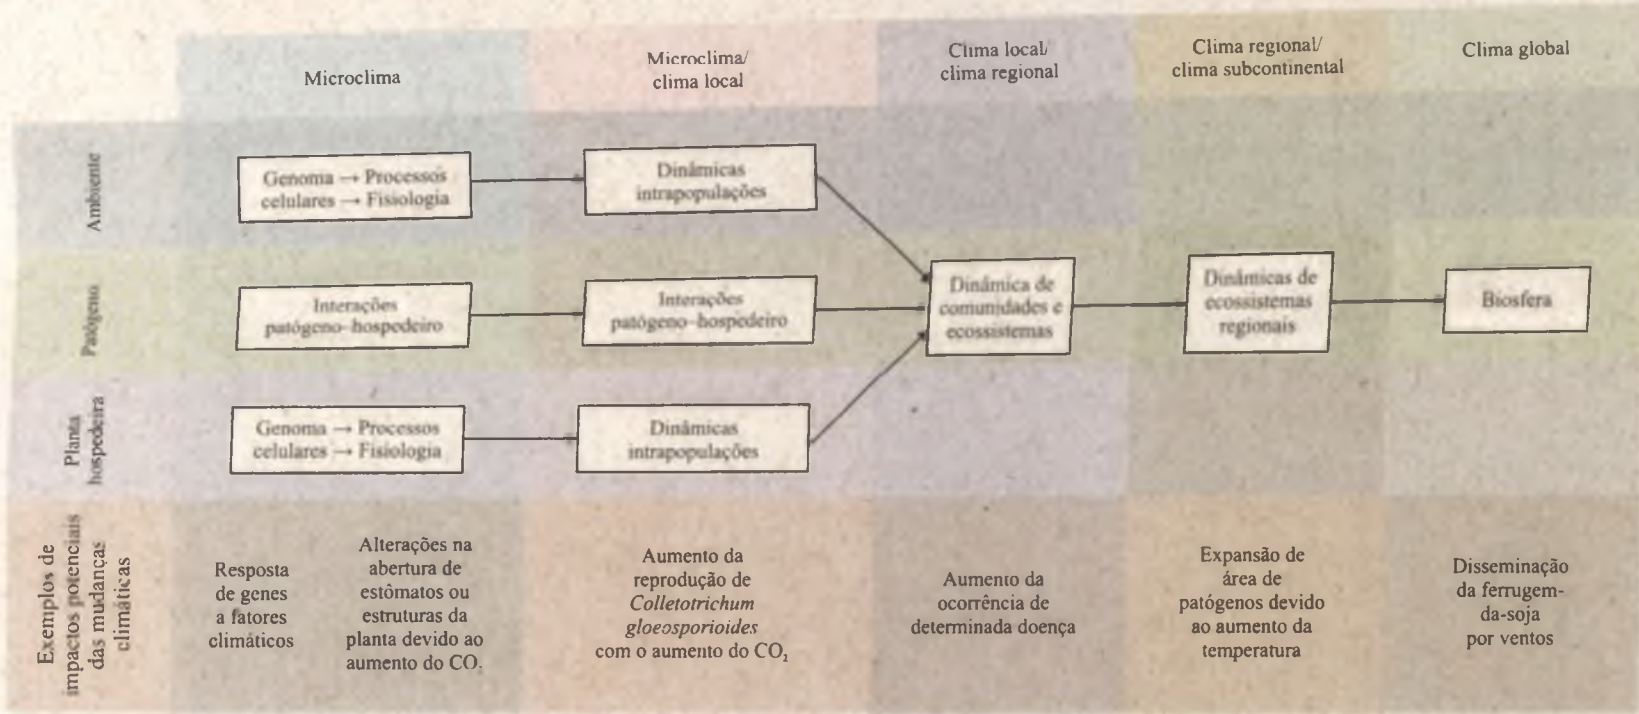 Microclima
Microclima/
clima local
Clima local/
clima regional
Clima regional/
clima subcontinental
Clima global
Ambiente
Genoma → Processos
celulares → Fisiologia
Dinâmicas
intrapopulações
Patógeno
Interações
patógeno-hospedeiro
Interações
patógeno-hospedeiro
Dinâmica de
comunidades e
ecossistemas
Dinâmicas de
ecossistemas
regionais
Biosfera
Planta
hospedeira
Genoma → Processos
celulares → Fisiologia
Dinâmicas
intrapopulações
Exemplos de
impactos potenciais
das mudanças
climáticas
Resposta
de genes
a fatores
climáticos
Alterações na
abertura de
estômatos ou
estruturas da
planta devido ao
aumento do CO₂
Aumento da
reprodução de
Colletotrichum
gloeosporioides
com o aumento do CO₂
Aumento da
ocorrência de
determinada doença
Expansão de
área de
patógenos devido
ao aumento da
temperatura
Disseminação
da ferrugem-
da-soja
por ventos